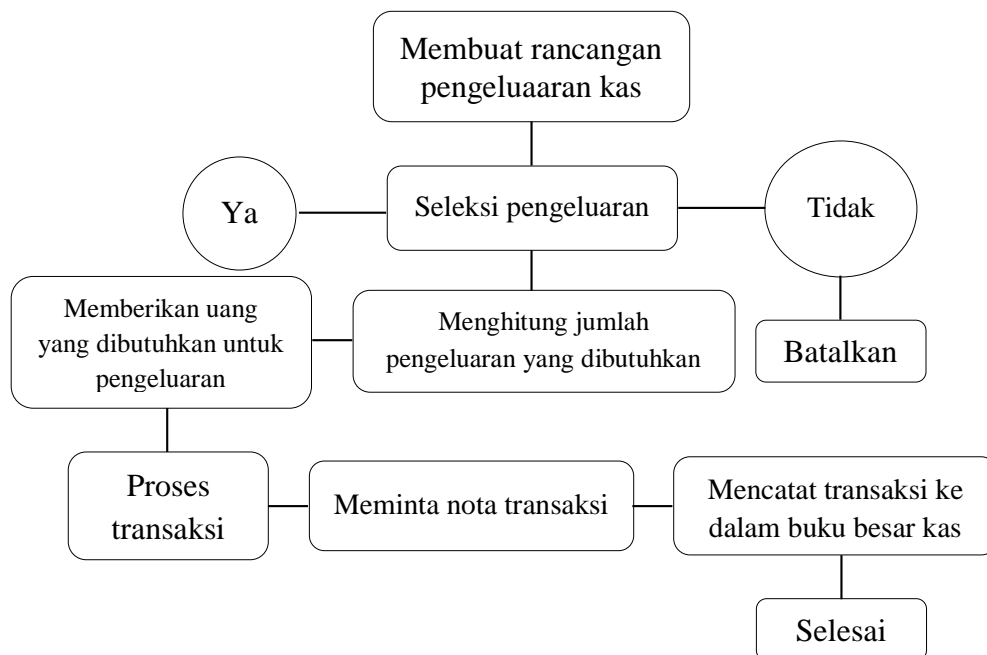 Membuat rancangan
pengeluaaran kas
Ya
Seleksi pengeluaran
Tidak
Memberikan uang
yang dibutuhkan untuk
pengeluaran
Menghitung jumlah
pengeluaran yang dibutuhkan
Batalkan
Proses
transaksi
Meminta nota transaksi
Mencatat transaksi ke
dalam buku besar kas
Selesai